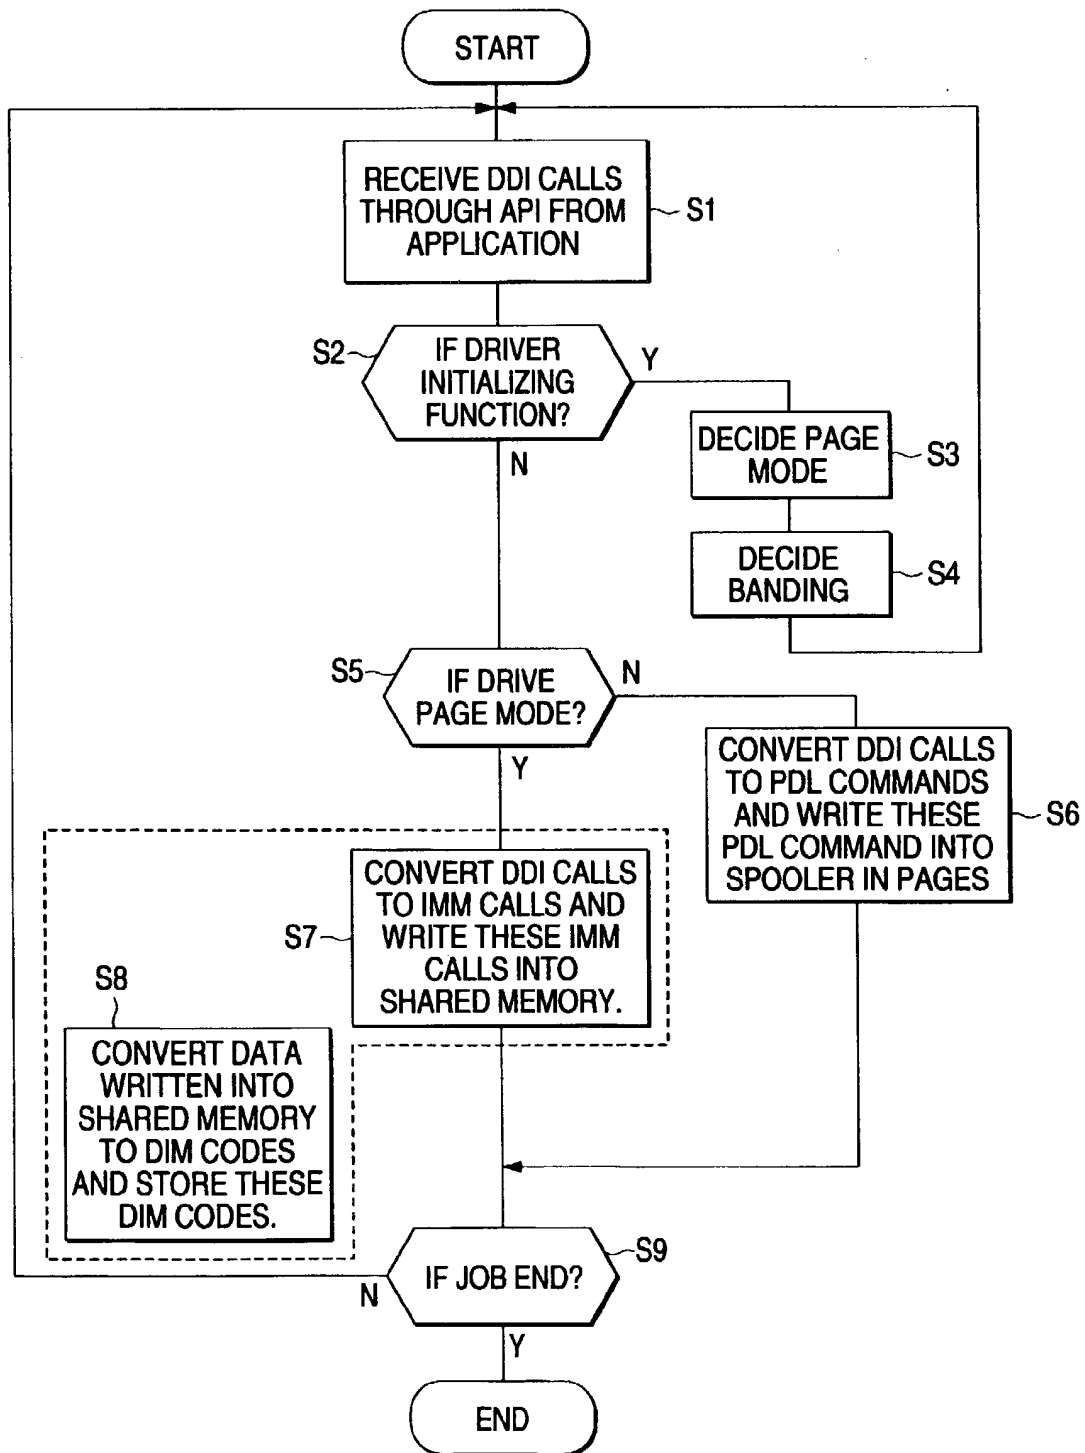 START
RECEIVE DDI CALLS
THROUGH API FROM
APPLICATION
S1
S2
IF DRIVER
INITIALIZING
FUNCTION?
Y
N
DECIDE PAGE
MODE
S3
DECIDE
BANDING
S4
S5
IF DRIVE
PAGE MODE?
N
Y
CONVERT DDI CALLS
TO PDL COMMANDS
AND WRITE THESE
PDL COMMAND INTO
SPOOLER IN PAGES
S6
CONVERT DDI CALLS
TO IMM CALLS AND
WRITE THESE IMM
CALLS INTO
SHARED MEMORY.
S7
S8
CONVERT DATA
WRITTEN INTO
SHARED MEMORY
TO DIM CODES
AND STORE THESE
DIM CODES.
IF JOB END?
S9
N
Y
END